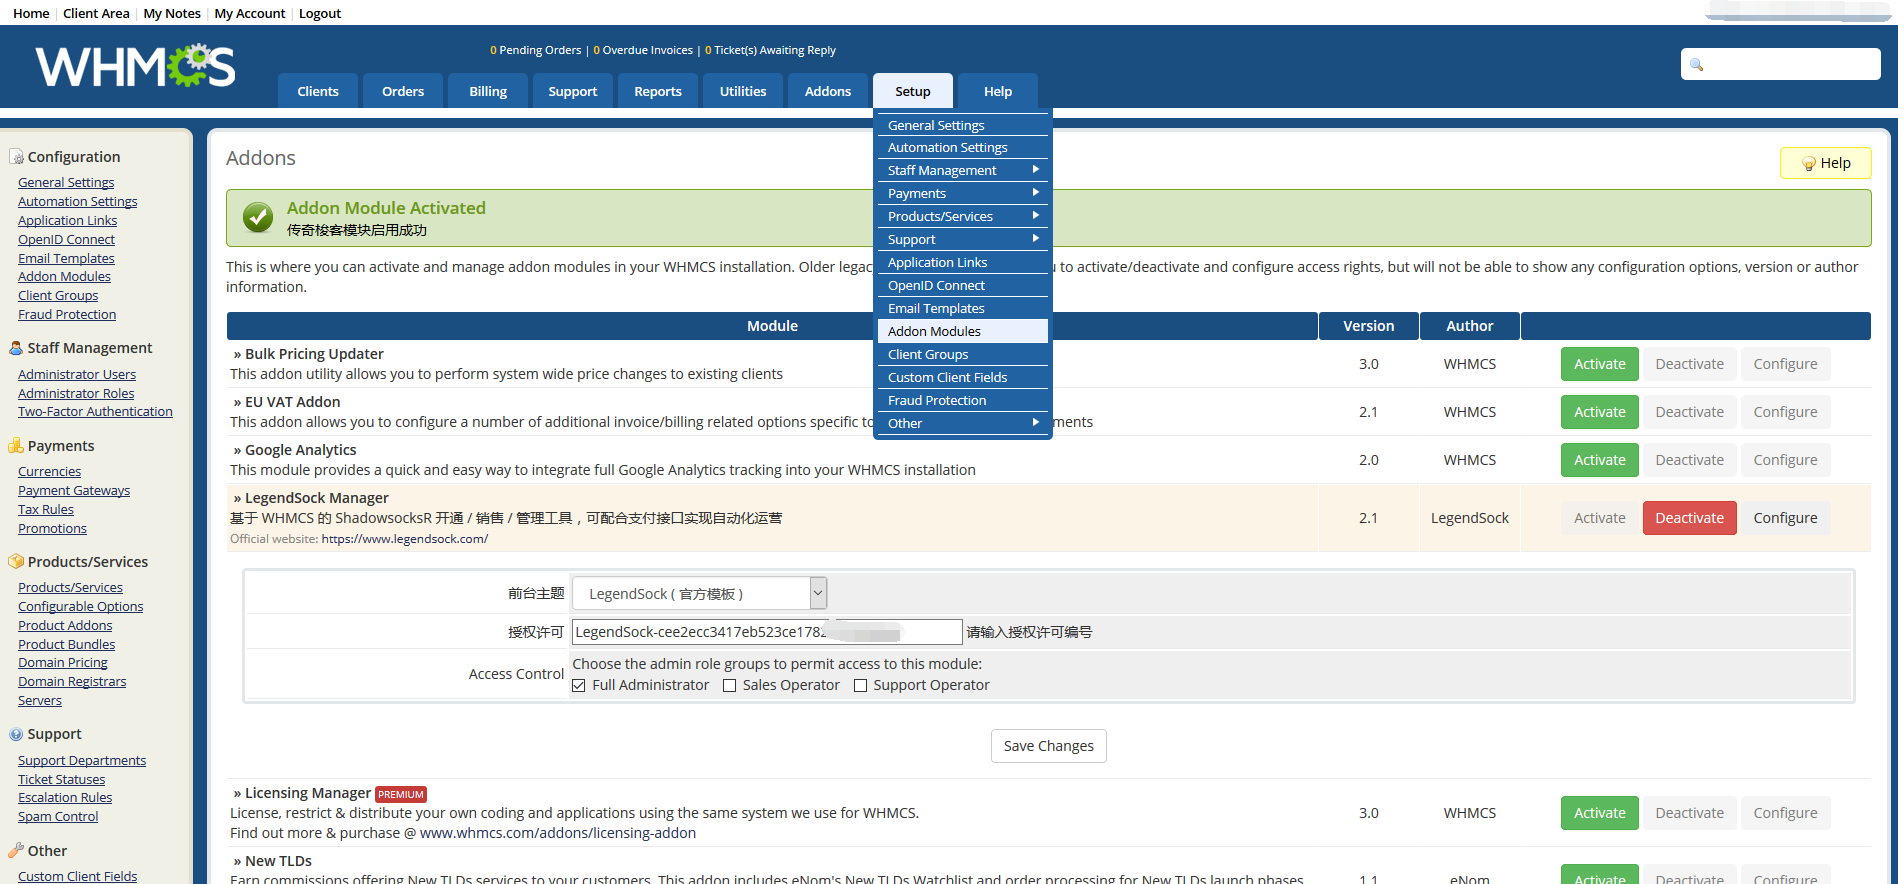 Home Client Area My Notes My Account Logout
WHMCS
0 Pending Orders | 0 Overdue Invoices | 0 Ticket(s) Awaiting Reply
Clients Orders Billing Support Reports Utilities Addons Setup Help
General Settings
Automation Settings
Staff Management
Payments
Products/Services
Support
Application Links
OpenID Connect
Email Templates
Addon Modules
Client Groups
Custom Client Fields
Fraud Protection
Other
Configuration
General Settings
Automation Settings
Application Links
OpenID Connect
Email Templates
Addon Modules
Client Groups
Fraud Protection
Staff Management
Administrator Users
Administrator Roles
Two-Factor Authentication
Payments
Currencies
Payment Gateways
Tax Rules
Promotions
Products/Services
Products/Services
Configurable Options
Product Addons
Product Bundles
Domain Pricing
Domain Registrars
Servers
Support
Support Departments
Ticket Statuses
Escalation Rules
Spam Control
Other
Custom Client Fields
Addons
Help
Addon Module Activated
传奇梭客模块启用成功
This is where you can activate and manage addon modules in your WHMCS installation. Older legac u to activate/deactivate and configure access rights, but will not be able to show any configuration options, version or author
information.
Module Version Author
» Bulk Pricing Updater
This addon utility allows you to perform system wide price changes to existing clients
3.0 WHMCS Activate Deactivate Configure
» EU VAT Addon
This addon allows you to configure a number of additional invoice/billing related options specific to ments
2.1 WHMCS Activate Deactivate Configure
» Google Analytics
This module provides a quick and easy way to integrate full Google Analytics tracking into your WHMCS installation
2.0 WHMCS Activate Deactivate Configure
» LegendSock Manager
基于 WHMCS 的 ShadowsocksR 开通 / 销售 / 管理工具，可配合支付接口实现自动化运营
Official website: https://www.legendsock.com/
2.1 LegendSock Activate Deactivate Configure
前台主题 LegendSock ( 官方模板 )
授权许可 LegendSock-cee2ecc3417eb523ce1782 请输入授权许可编号
Access Control Choose the admin role groups to permit access to this module:
Full Administrator Sales Operator Support Operator
Save Changes
» Licensing Manager PREMIUM
License, restrict & distribute your own coding and applications using the same system we use for WHMCS.
Find out more & purchase @ www.whmcs.com/addons/licensing-addon
3.0 WHMCS Activate Deactivate Configure
» New TLDs
Earn commissions offering New TLDs services to your customers. This addon includes eNom's New TLDs Watchlist and order processing for New TLDs launch phases
1.1 eNom Activate Deactivate Configure